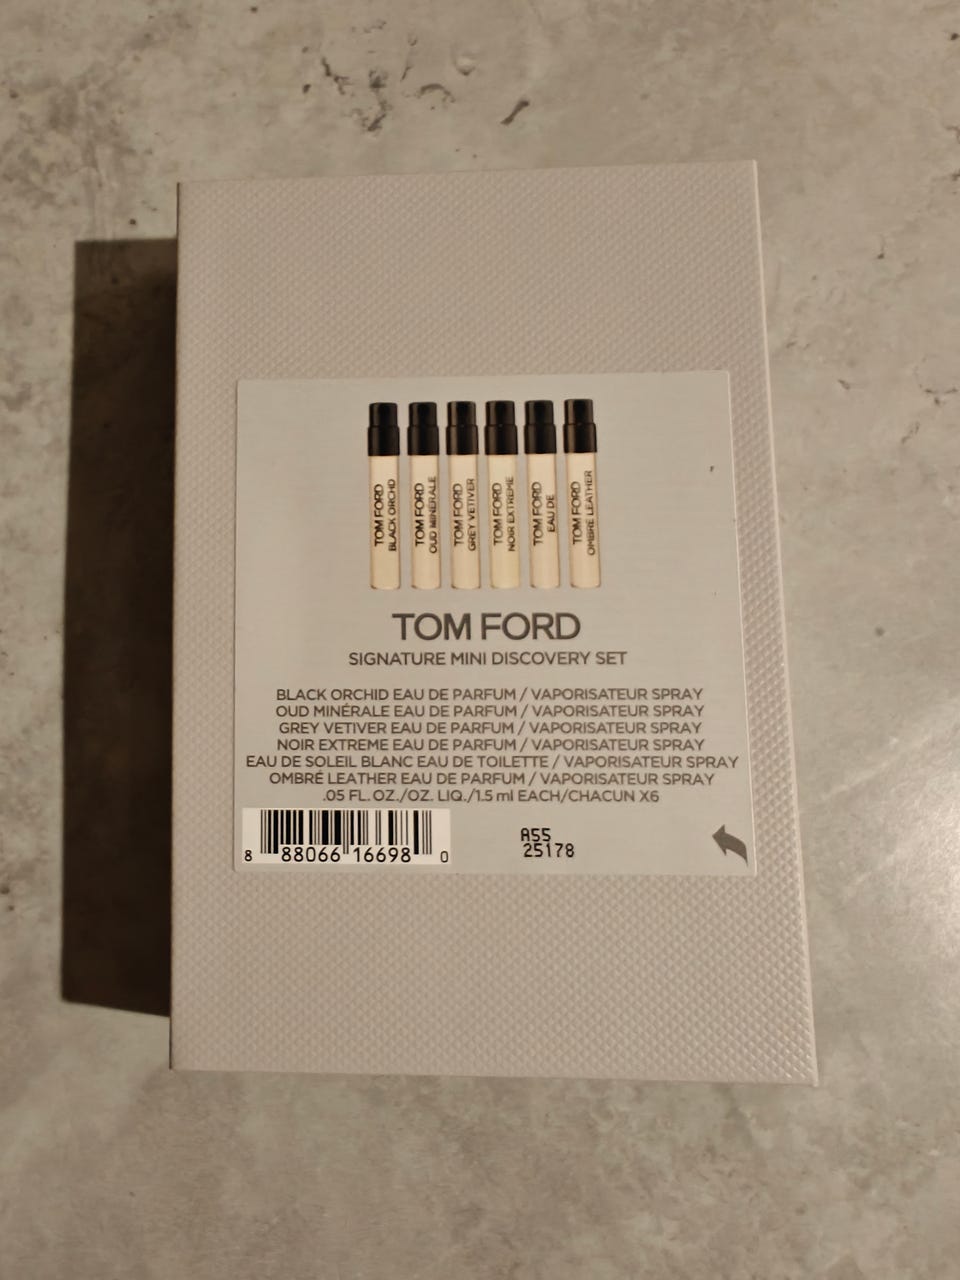 TOM FORD
BLACK ORCHID
TOM FORD
OUD MINÉRALE
TOM FORD
GREY VETIVER
TOM FORD
NOIR EXTREME
TOM FORD
EAU DE
TOM FORD
OMBRÉ LEATHER
TOM FORD
SIGNATURE MINI DISCOVERY SET
BLACK ORCHID EAU DE PARFUM / VAPORISATEUR SPRAY
OUD MINÉRALE EAU DE PARFUM / VAPORISATEUR SPRAY
GREY VETIVER EAU DE PARFUM / VAPORISATEUR SPRAY
NOIR EXTREME EAU DE PARFUM / VAPORISATEUR SPRAY
EAU DE SOLEIL BLANC EAU DE TOILETTE / VAPORISATEUR SPRAY
OMBRÉ LEATHER EAU DE PARFUM / VAPORISATEUR SPRAY
.05 FL. OZ./OZ. LIQ./1.5 ml EACH/CHACUN X6
8 88066 16698 0
A55
25178